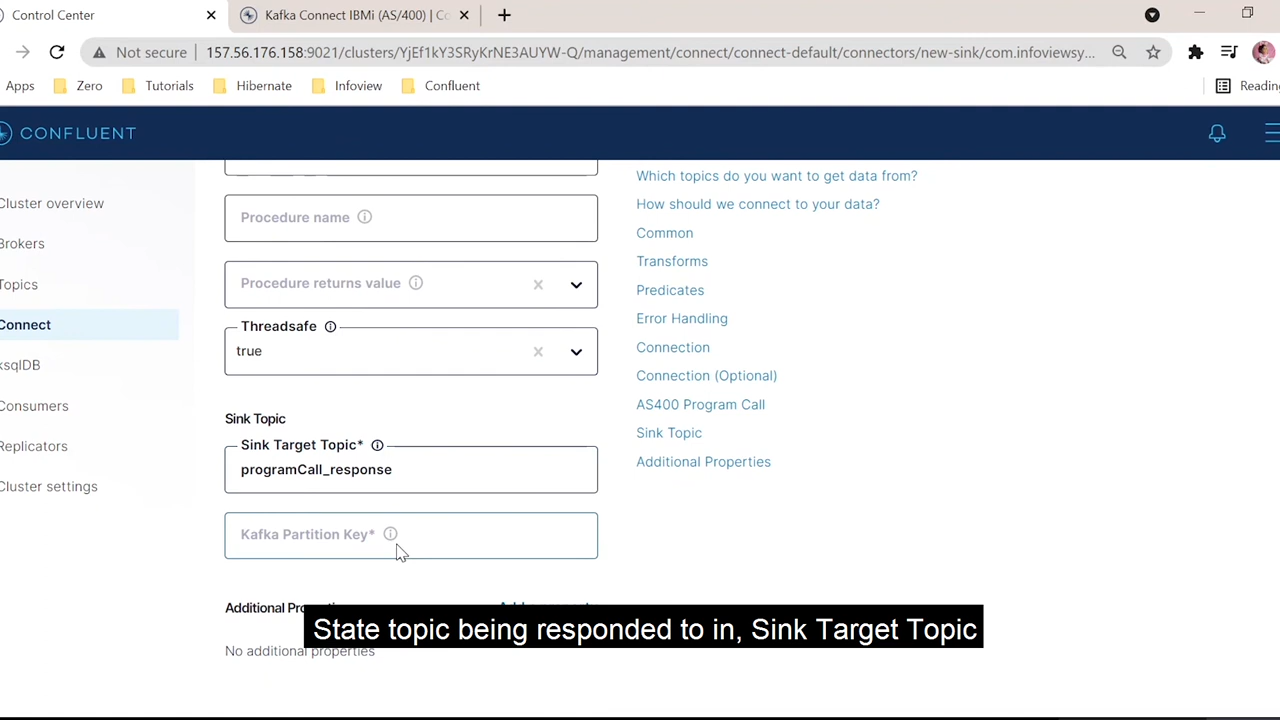 Control Center
Kafka Connect IBMi (AS/400) | Co
Not secure
157.56.176.158:9021/clusters/YjEf1kY3SRyKrNE3AUYW-Q/management/connect/connect-default/connectors/new-sink/com.infoviewsy...
Apps
Zero
Tutorials
Hibernate
Infoview
Confluent
Reading
CONFLUENT
Cluster overview
Brokers
Topics
Connect
ksqlDB
Consumers
Replicators
Cluster settings
Procedure name
Procedure returns value
Threadsafe
true
Sink Topic
Sink Target Topic*
programCall_response
Kafka Partition Key*
Additional
No additional properties
Which topics do you want to get data from?
How should we connect to your data?
Common
Transforms
Predicates
Error Handling
Connection
Connection (Optional)
AS400 Program Call
Sink Topic
Additional Properties
State topic being responded to in, Sink Target Topic